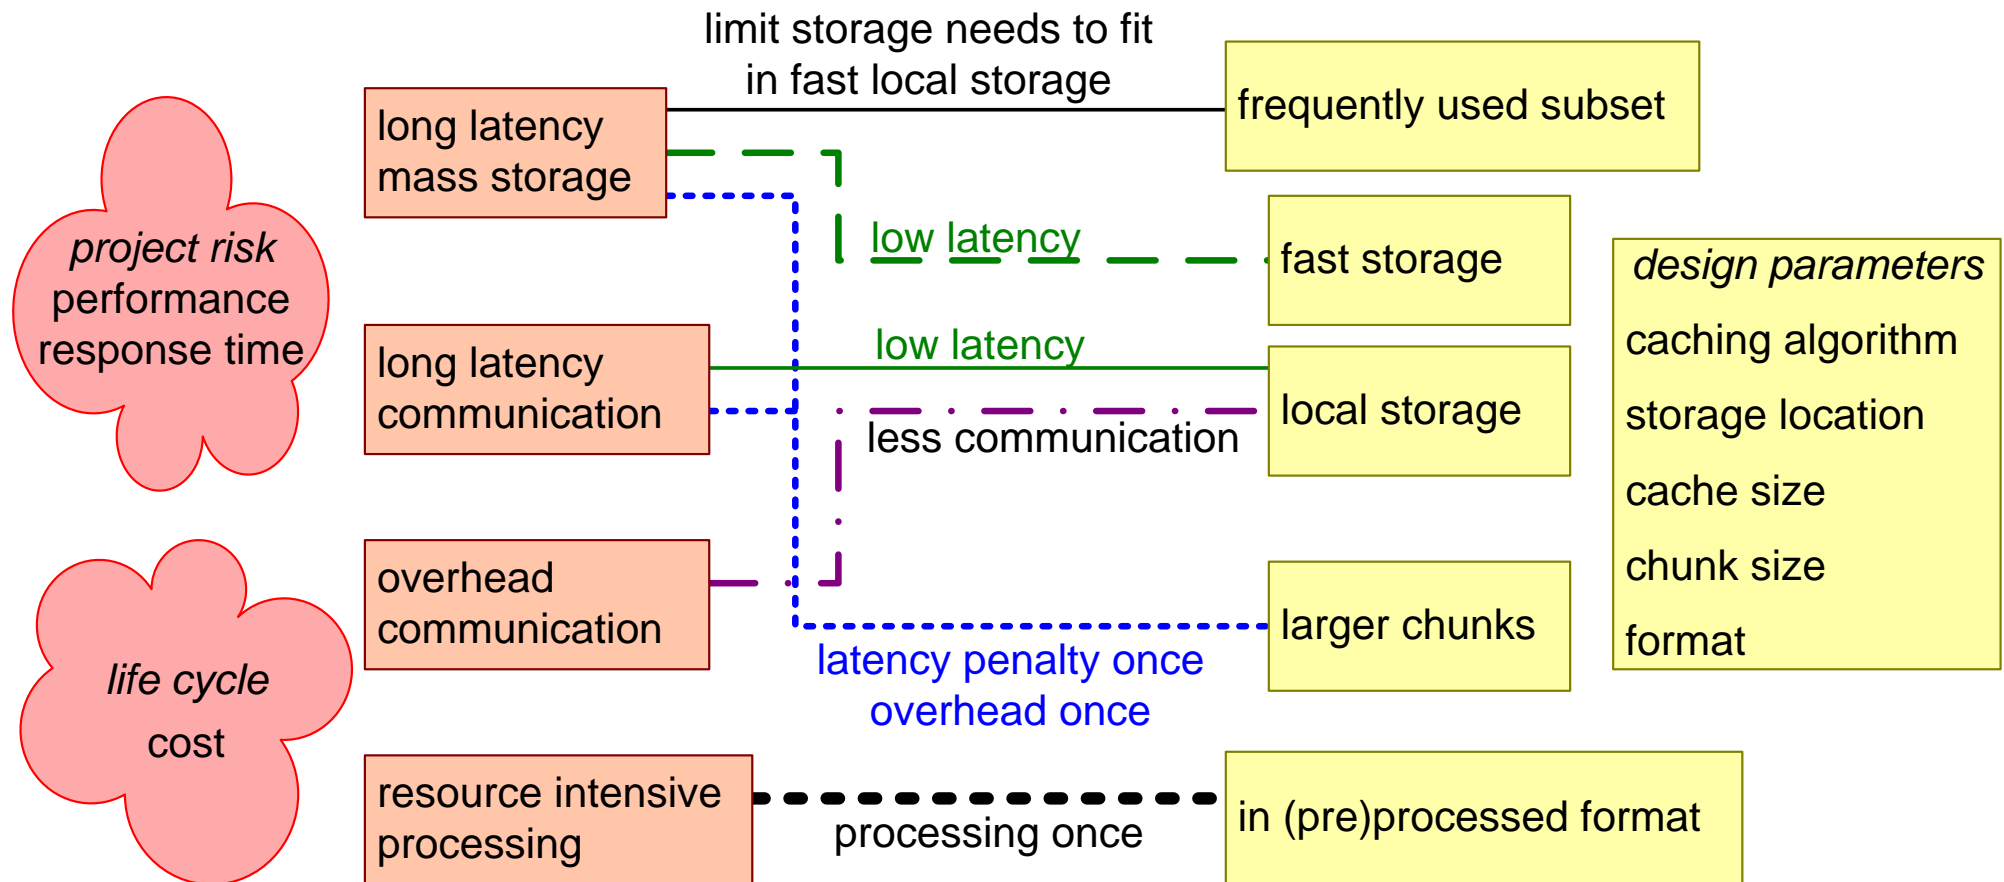 limit storage needs to fit
in fast local storage
project risk
performance
response time
life cycle
cost
long latency
mass storage
long latency
communication
overhead
communication
resource intensive
processing
low latency
low latency
less communication
latency penalty once
overhead once
processing once
frequently used subset
fast storage
local storage
larger chunks
in (pre)processed format
design parameters
caching algorithm
storage location
cache size
chunk size
format